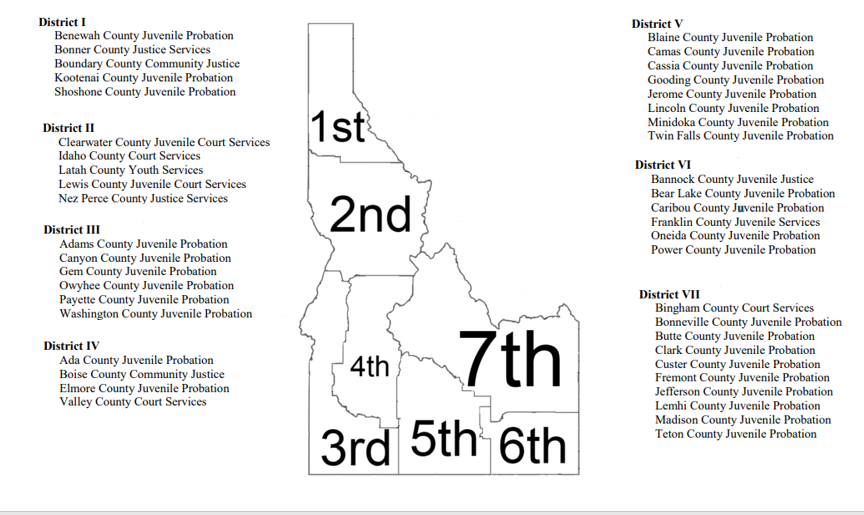 District I
Benewah County Juvenile Probation
Bonner County Justice Services
Boundary County Community Justice
Kootenai County Juvenile Probation
Shoshone County Juvenile Probation
District II
Clearwater County Juvenile Court Services
Idaho County Court Services
Latah County Youth Services
Lewis County Juvenile Court Services
Nez Perce County Justice Services
District III
Adams County Juvenile Probation
Canyon County Juvenile Probation
Gem County Juvenile Probation
Owyhee County Juvenile Probation
Payette County Juvenile Probation
Washington County Juvenile Probation
District IV
Ada County Juvenile Probation
Boise County Community Justice
Elmore County Juvenile Probation
Valley County Court Services
1st
2nd
7th
4th
3rd
5th
6th
District V
Blaine County Juvenile Probation
Camas County Juvenile Probation
Cassia County Juvenile Probation
Gooding County Juvenile Probation
Jerome County Juvenile Probation
Lincoln County Juvenile Probation
Minidoka County Juvenile Probation
Twin Falls County Juvenile Probation
District VI
Bannock County Juvenile Justice
Bear Lake County Juvenile Probation
Caribou County Juvenile Probation
Franklin County Juvenile Services
Oneida County Juvenile Probation
Power County Juvenile Probation
District VII
Bingham County Court Services
Bonneville County Juvenile Probation
Butte County Juvenile Probation
Clark County Juvenile Probation
Custer County Juvenile Probation
Fremont County Juvenile Probation
Jefferson County Juvenile Probation
Lemhi County Juvenile Probation
Madison County Juvenile Probation
Teton County Juvenile Probation